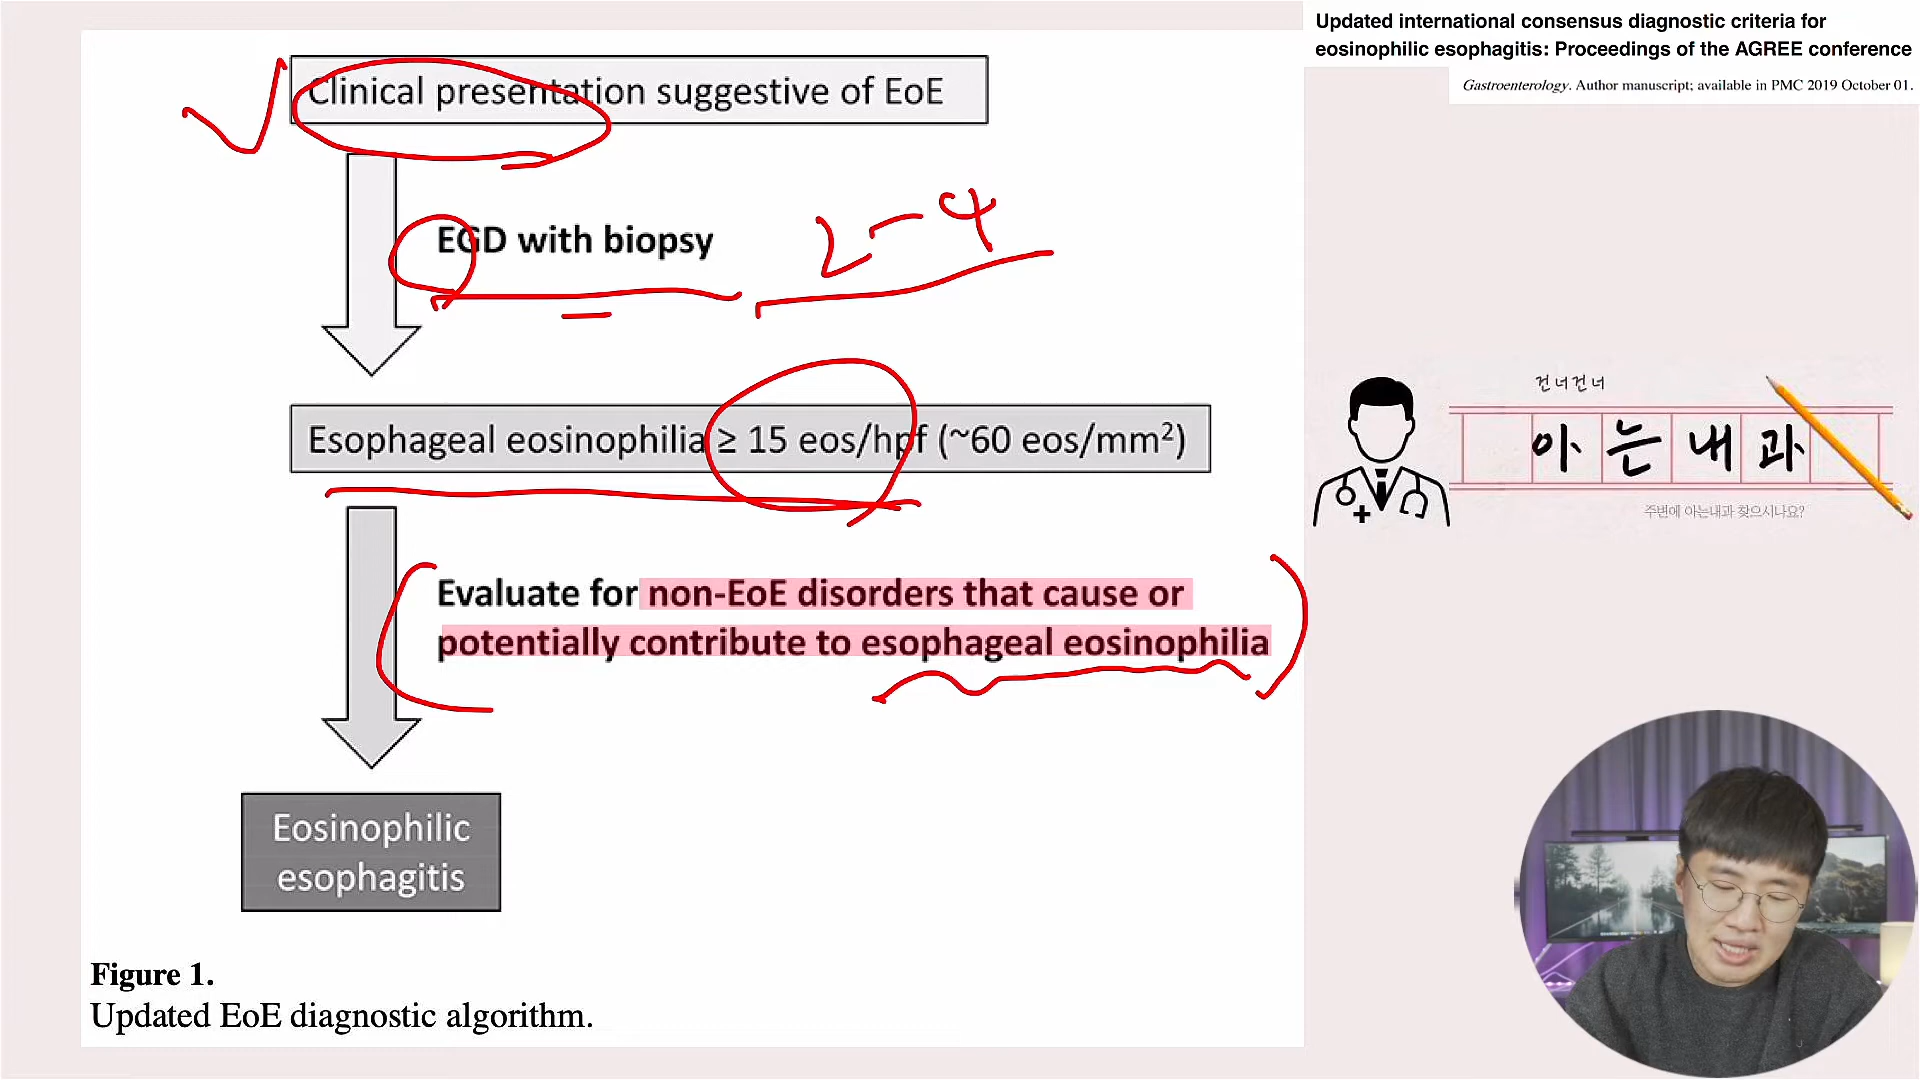 Updated international consensus diagnostic criteria for
eosinophilic esophagitis: Proceedings of the AGREE conference
Gastroenterology. Author manuscript; available in PMC 2019 October 01.
Clinical presentation suggestive of EoE
EGD with biopsy
2-4
Esophageal eosinophilia ≥ 15 eos/hpf (~60 eos/mm²)
Evaluate for non-EoE disorders that cause or
potentially contribute to esophageal eosinophilia
Eosinophilic
esophagitis
Figure 1.
Updated EoE diagnostic algorithm.
건너건너
아는내과
주변에 아는내과 찾으시나요?